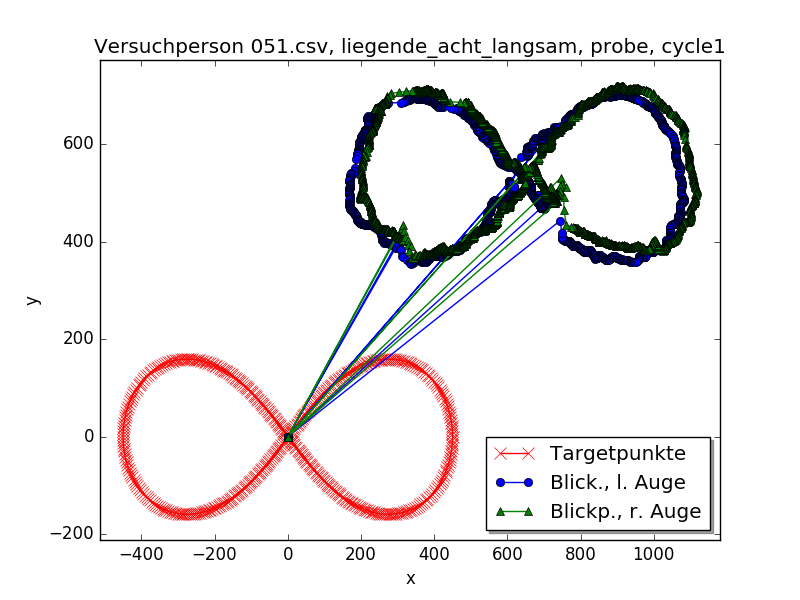 Versuchperson 051.csv, liegende_acht_langsam, probe, cycle1
600
400
200
0
−200
y
−400
−200
0
200
400
600
800
1000
x
Targetpunkte
Blick., l. Auge
Blickp., r. Auge